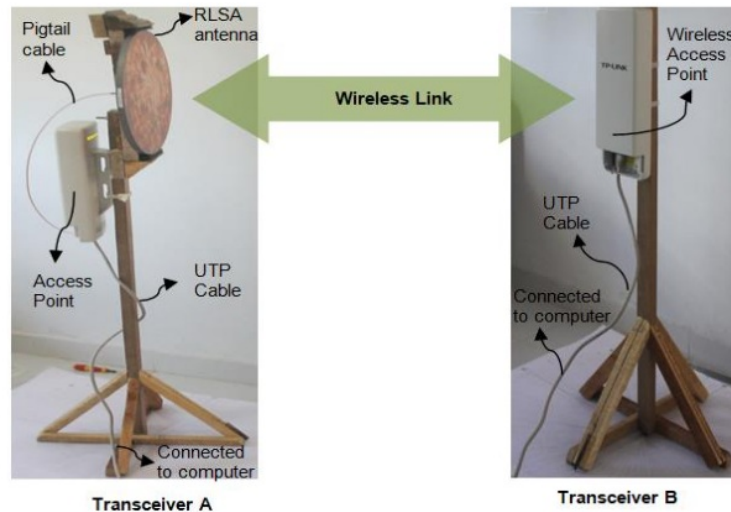 RLSA
antenna
Pigtail
cable
Access
Point
UTP
Cable
Connected
to computer
Transceiver A
Wireless Link
Wireless
Access
Point
TP-LINK
UTP
Cable
Connected
to computer
Transceiver B